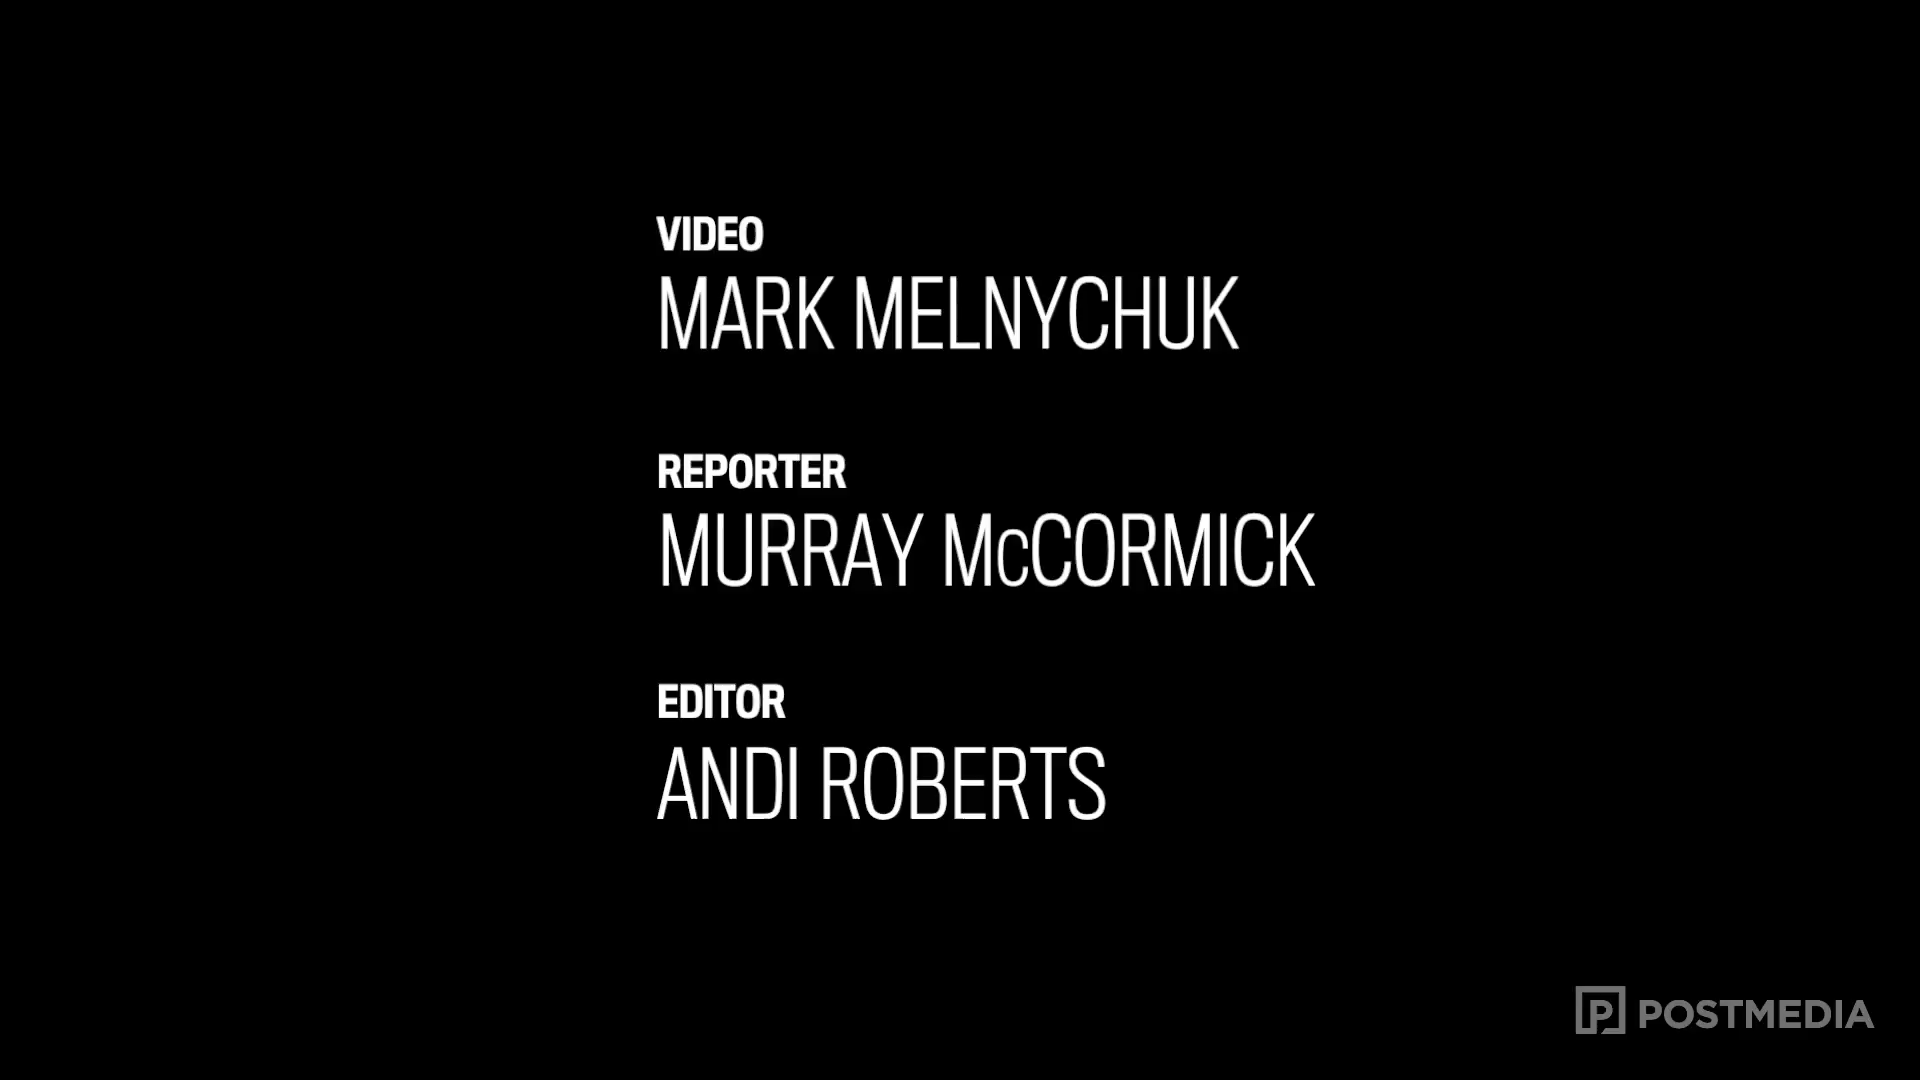 VIDEO
MARK MELNYCHUK
REPORTER
MURRAY McCORMICK
EDITOR
ANDI ROBERTS
P POSTMEDIA